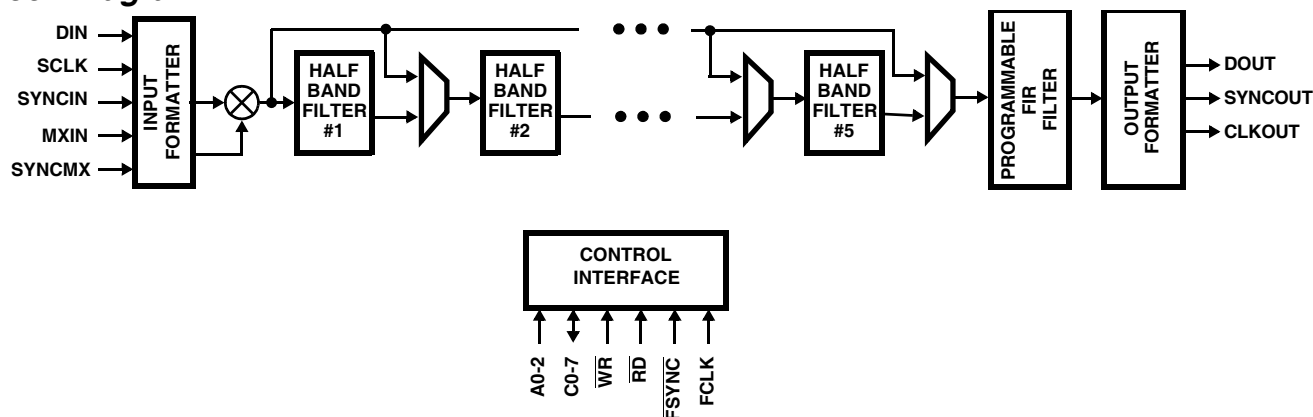 DIN
SCLK
SYNCIN
MXIN
SYNCMX
INPUT
FORMATTER
HALF
BAND
FILTER
#1
HALF
BAND
FILTER
#2
HALF
BAND
FILTER
#5
PROGRAMMABLE
FIR
FILTER
OUTPUT
FORMATTER
DOUT
SYNCOUT
CLKOUT
CONTROL
INTERFACE
A0-2
C0-7
WR
RD
FSYNC
FCLK